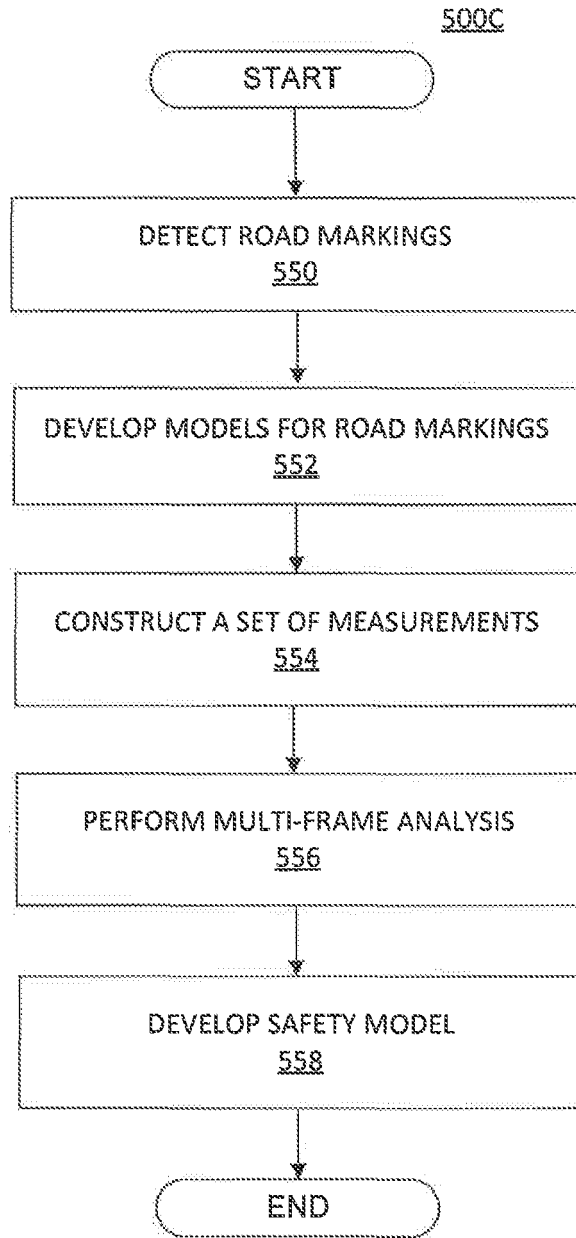 500C
START
DETECT ROAD MARKINGS
550
DEVELOP MODELS FOR ROAD MARKINGS
552
CONSTRUCT A SET OF MEASUREMENTS
554
PERFORM MULTI-FRAME ANALYSIS
556
DEVELOP SAFETY MODEL
558
END